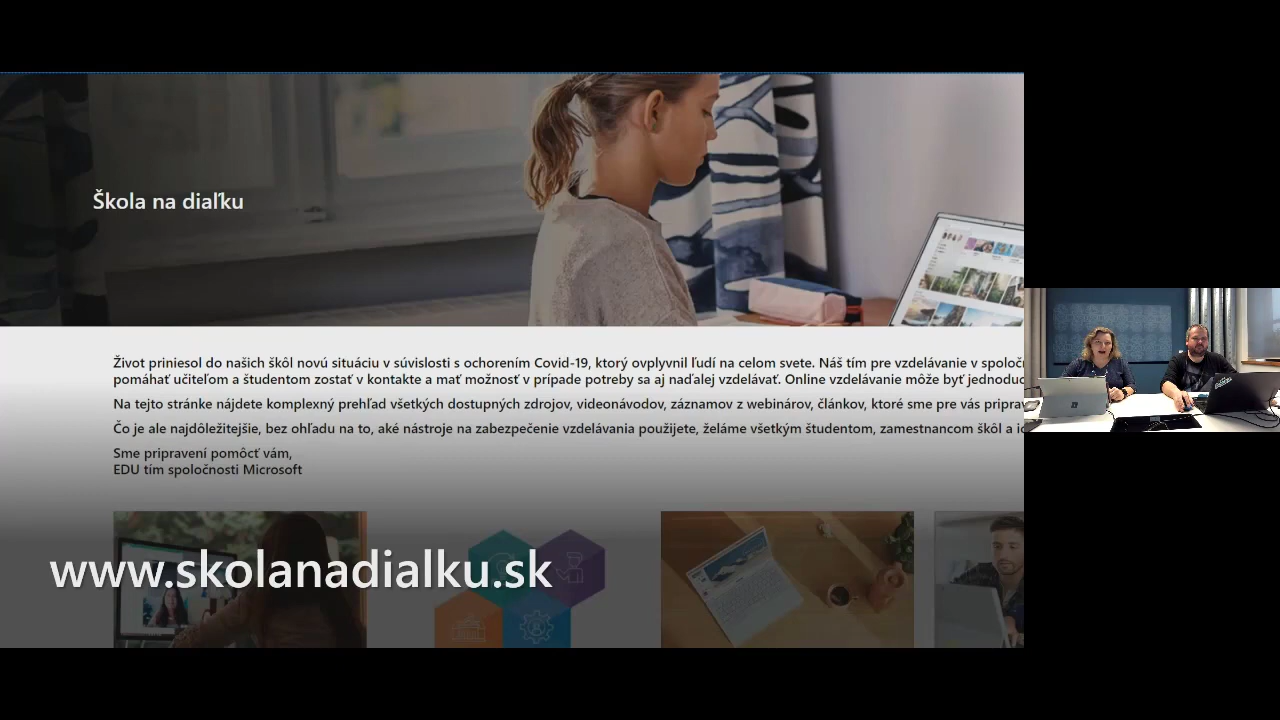 Škola na diaľku
Život priniesol do našich škôl novú situáciu v súvislosti s ochorením Covid-19, ktorý ovplyvnil ľudí na celom svete. Náš tím pre vzdelávanie v
pomáhať učiteľom a študentom zostať v kontakte a mať možnosť v prípade potreby sa aj naďalej vzdelávať. Online vzdelávanie môže byť
Na tejto stránke nájdete komplexný prehľad všetkých dostupných zdrojov, videonávodov, záznamov z webinárov, článkov, ktoré sme pre vás
Čo je ale najdôležitejšie, bez ohľadu na to, aké nástroje na zabezpečenie vzdelávania použijete, želáme všetkým študentom, zamestnancom škôl a
Sme pripravení pomôcť vám,
EDU tím spoločnosti Microsoft
www.skolanadialku.sk